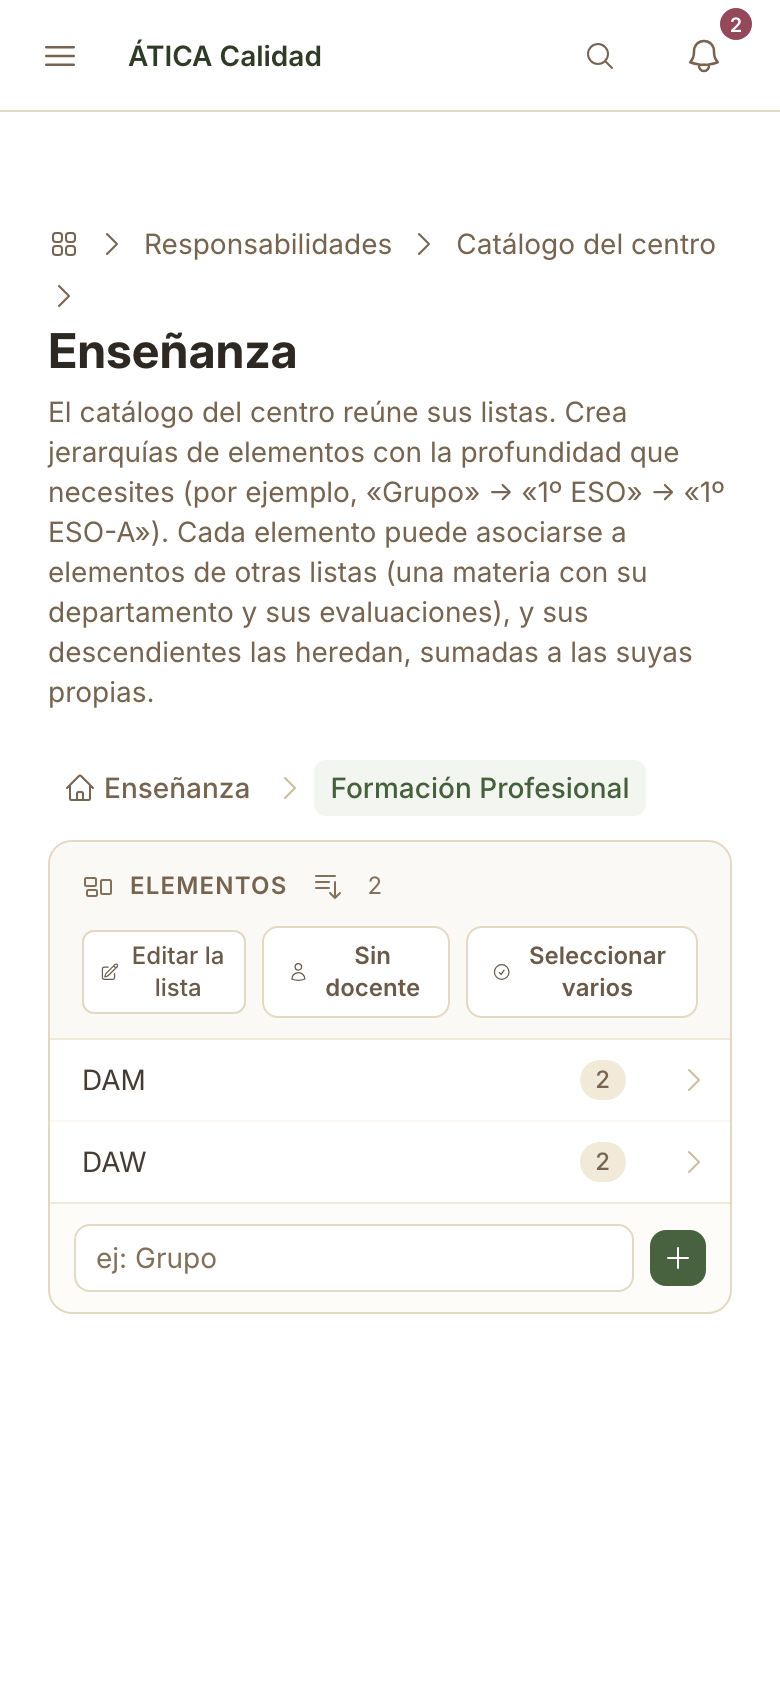 ÁTICA Calidad
2
Responsabilidades
Catálogo del centro
Enseñanza
El catálogo del centro reúne sus listas. Crea
jerarquías de elementos con la profundidad que
necesites (por ejemplo, «Grupo» → «1º ESO» → «1º
ESO-A»). Cada elemento puede asociarse a
elementos de otras listas (una materia con su
departamento y sus evaluaciones), y sus
descendientes las heredan, sumadas a las suyas
propias.
Enseñanza
Formación Profesional
ELEMENTOS
2
Editar la
lista
Sin
docente
Seleccionar
varios
DAM
2
DAW
2
ej: Grupo